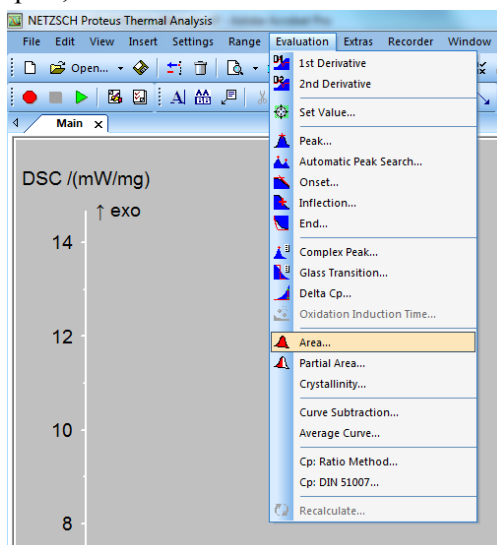 NETZSCH Proteus Thermal Analysis
File Edit View Insert Settings Range Evaluation Extras Recorder Window
Open...
Main x
DSC /(mW/mg)
↑ exo
14
12
10
8
1st Derivative
2nd Derivative
Set Value...
Peak...
Automatic Peak Search...
Onset...
Inflection...
End...
Complex Peak...
Glass Transition...
Delta Cp...
Oxidation Induction Time...
Area...
Partial Area...
Crystallinity...
Curve Subtraction...
Average Curve...
Cp: Ratio Method...
Cp: DIN 51007...
Recalculate...